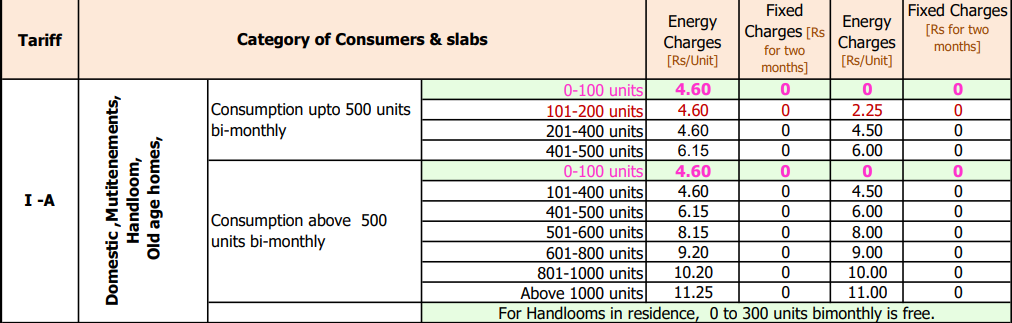 Tariff
Category of Consumers & slabs
Energy
Charges
[Rs/Unit]
Fixed
Charges [Rs
for two
months]
Energy
Charges
[Rs/Unit]
Fixed Charges
[Rs for two
months]
I -A
Domestic ,Mutitenements,
Handloom,
Old age homes,
Consumption upto 500 units
bi-monthly
0-100 units 4.60 0 0 0
101-200 units 4.60 0 2.25 0
201-400 units 4.60 0 4.50 0
401-500 units 6.15 0 6.00 0
Consumption above 500
units bi-monthly
0-100 units 4.60 0 0 0
101-400 units 4.60 0 4.50 0
401-500 units 6.15 0 6.00 0
501-600 units 8.15 0 8.00 0
601-800 units 9.20 0 9.00 0
801-1000 units 10.20 0 10.00 0
Above 1000 units 11.25 0 11.00 0
For Handlooms in residence, 0 to 300 units bimonthly is free.